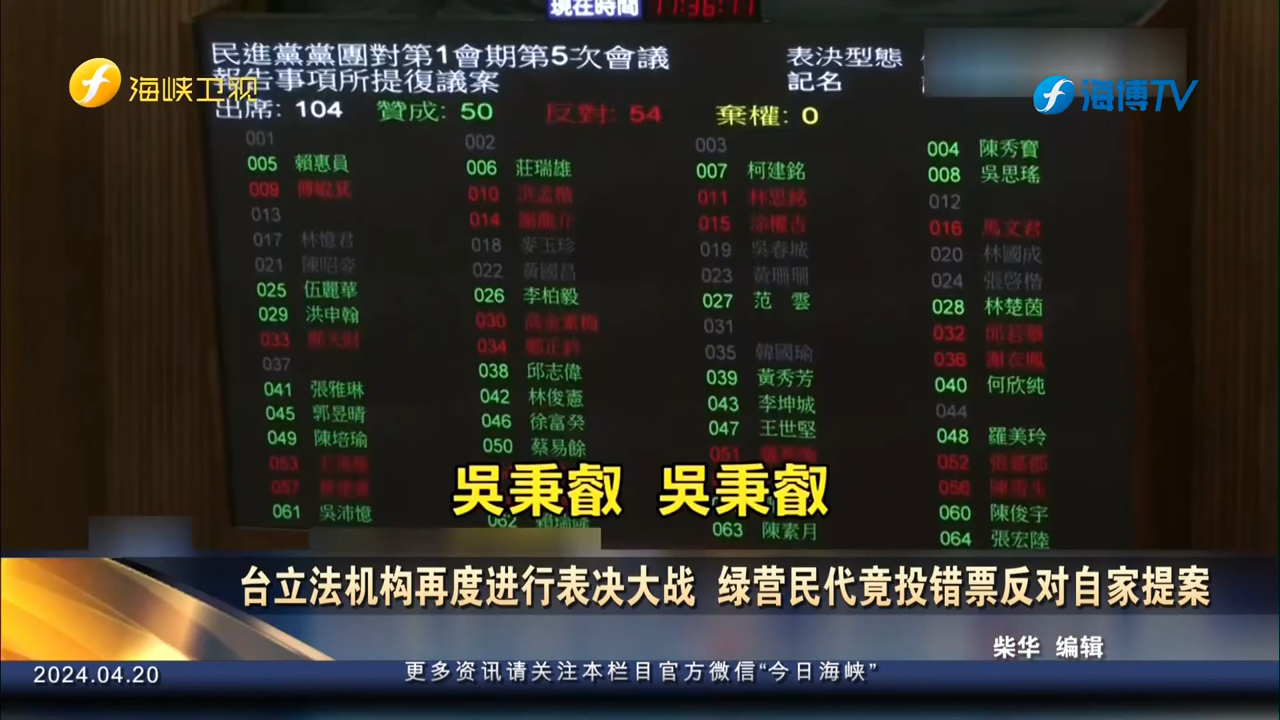 現在時間 11:36:11
民進黨黨團對第1會期第5次會議
報告事項所提復議案
表決型態
記名
海峡卫视
海博TV
出席: 104 贊成: 50 反對: 54 棄權: 0
001 002 003 004 陳秀寳
005 賴惠員 006 莊瑞雄 007 柯建銘 008 吳思瑤
009 傅崐萁 010 洪孟楷 011 林思銘 012
013 014 謝龍介 015 涂權吉 016 馬文君
017 林憶君 018 麥玉珍 019 吳春城 020 林國成
021 陳昭姿 022 黃國昌 023 黃珊珊 024 張啓楷
025 伍麗華 026 李柏毅 027 范 雲 028 林楚茵
029 洪申翰 030 高金素梅 031 032 邱若華
033 顏大財 034 鄭正鈐 035 韓國瑜 036 謝衣鳳
037 038 邱志偉 039 黃秀芳 040 何欣純
041 張雅琳 042 林俊憲 043 李坤城 044
045 郭昱晴 046 徐富癸 047 王世堅 048 羅美玲
049 陳培瑜 050 蔡易餘 051 052 張嘉郡
053 056 陳雪生
057 060 陳俊宇
061 吳沛憶 062 賴瑞隆 063 陳素月 064 張宏陸
吳秉叡 吳秉叡
台立法机构再度进行表决大战 绿营民代竟投错票反对自家提案
柴华 编辑
2024.04.20
更多资讯请关注本栏目官方微信“今日海峡”